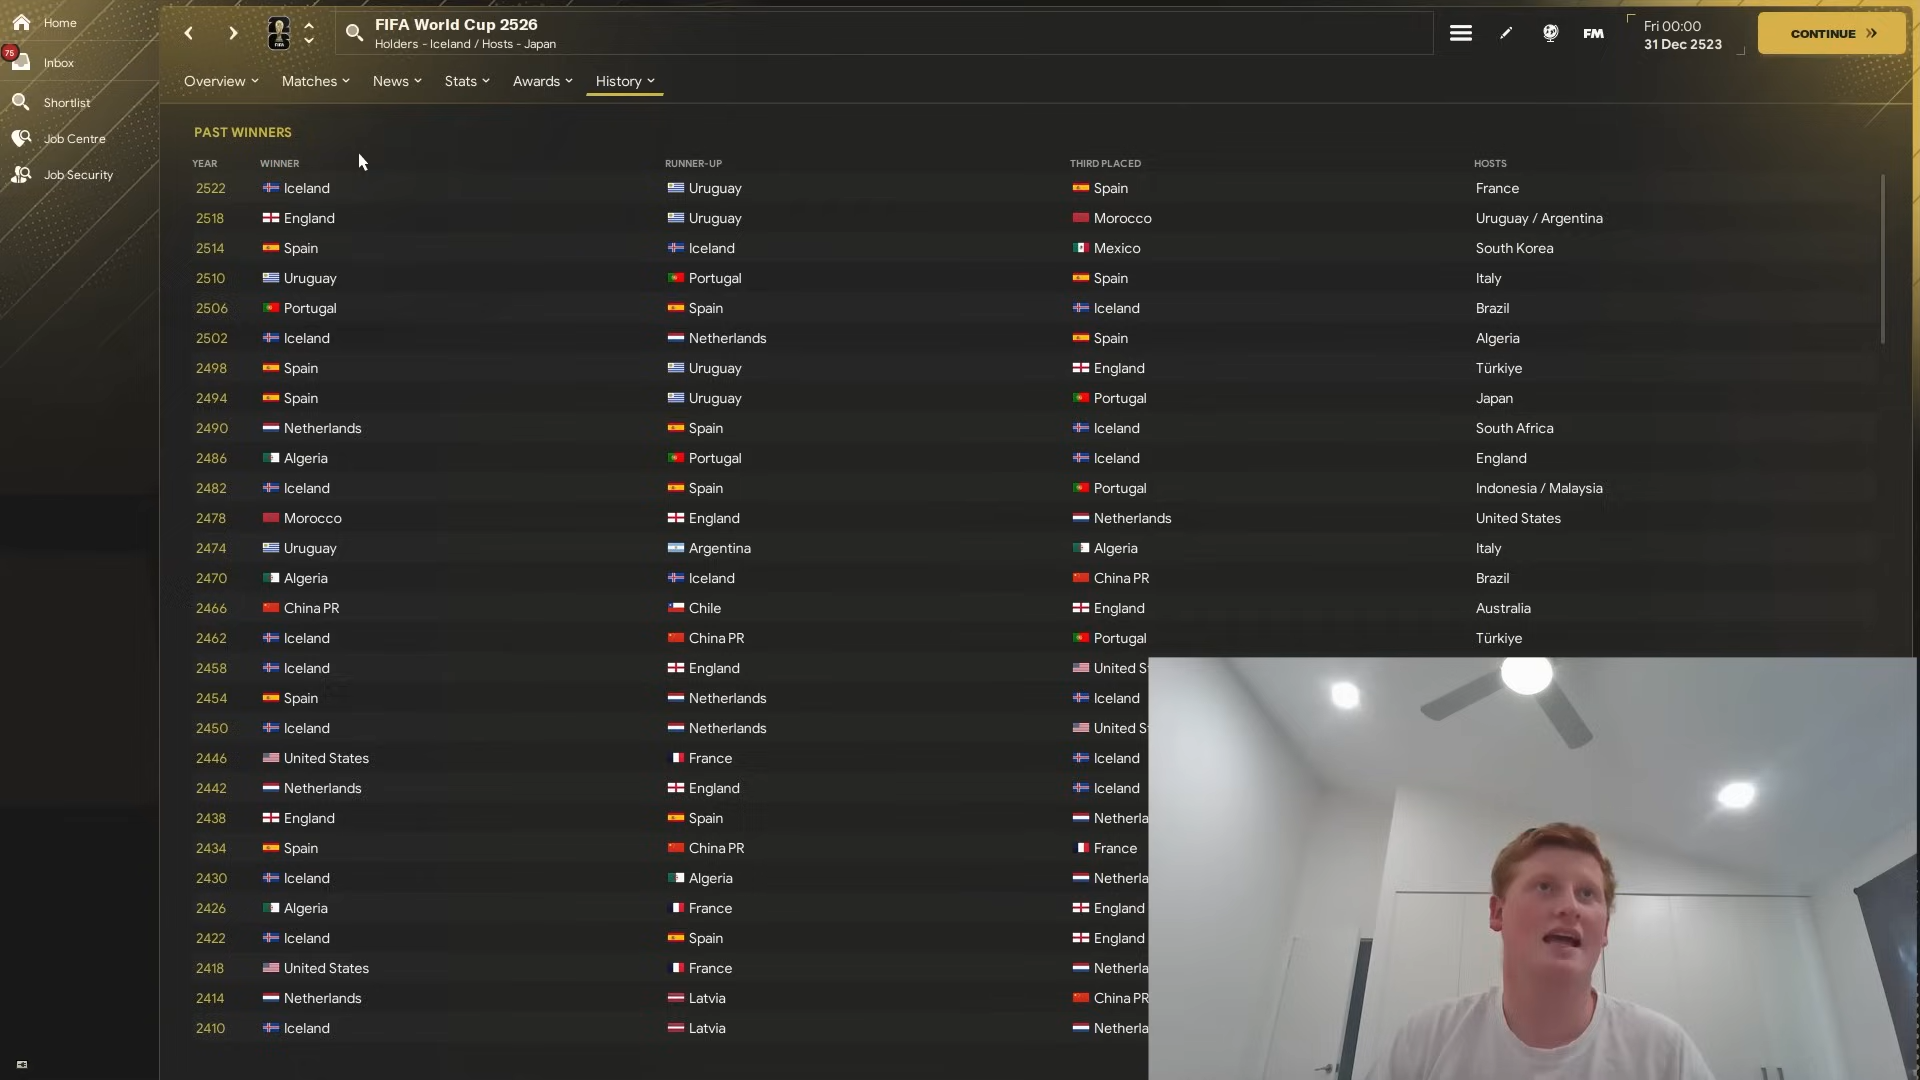 Home
75
Inbox
Shortlist
Job Centre
Job Security
FIFA World Cup 2526
Holders - Iceland / Hosts - Japan
FM
Fri 00:00
31 Dec 2523
CONTINUE
Overview Matches News Stats Awards History
PAST WINNERS
YEAR WINNER RUNNER-UP THIRD PLACED HOSTS
2522 Iceland Uruguay Spain France
2518 England Uruguay Morocco Uruguay / Argentina
2514 Spain Iceland Mexico South Korea
2510 Uruguay Portugal Spain Italy
2506 Portugal Spain Iceland Brazil
2502 Iceland Netherlands Spain Algeria
2498 Spain Uruguay England Türkiye
2494 Spain Uruguay Portugal Japan
2490 Netherlands Spain Iceland South Africa
2486 Algeria Portugal Iceland England
2482 Iceland Spain Portugal Indonesia / Malaysia
2478 Morocco England Netherlands United States
2474 Uruguay Argentina Algeria Italy
2470 Algeria Iceland China PR Brazil
2466 China PR Chile England Australia
2462 Iceland China PR Portugal Türkiye
2458 Iceland England United S
2454 Spain Netherlands Iceland
2450 Iceland Netherlands United S
2446 United States France Iceland
2442 Netherlands England Iceland
2438 England Spain Netherla
2434 Spain China PR France
2430 Iceland Algeria Netherla
2426 Algeria France England
2422 Iceland Spain England
2418 United States France Netherla
2414 Netherlands Latvia China PR
2410 Iceland Latvia Netherla